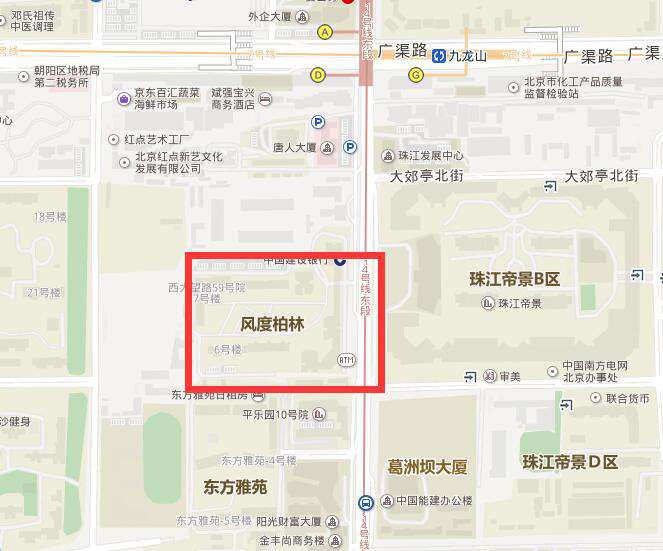 邓氏祖传
中医调理
外企大厦
A
14号线东段
广渠路
7号线
九龙山
7号线
广渠路
广渠
朝阳区地税局
第二税务所
D
G
北京市化工产品质量
监督检验站
京东百汇蔬菜
海鲜市场
斌强宝兴
商务酒店
P
红点艺术工厂
唐人大厦
P
北京红点新艺文化
发展有限公司
珠江发展中心
大郊亭北街
大郊亭北街
18号楼
中国建设银行
14号线东段
珠江帝景B区
21号楼
西大望路59号院
7号楼
珠江帝景
风度柏林
6号楼
ATM
中国南方电网
北京办事处
审美
东方雅苑日租房
联合货币
沙健身
平乐园10号院
东方雅苑-4号楼
葛洲坝大厦
珠江帝景D区
东方雅苑
中国能建办公楼
东方雅苑-5号楼
阳光财富大厦
14号线
金丰尚商务楼